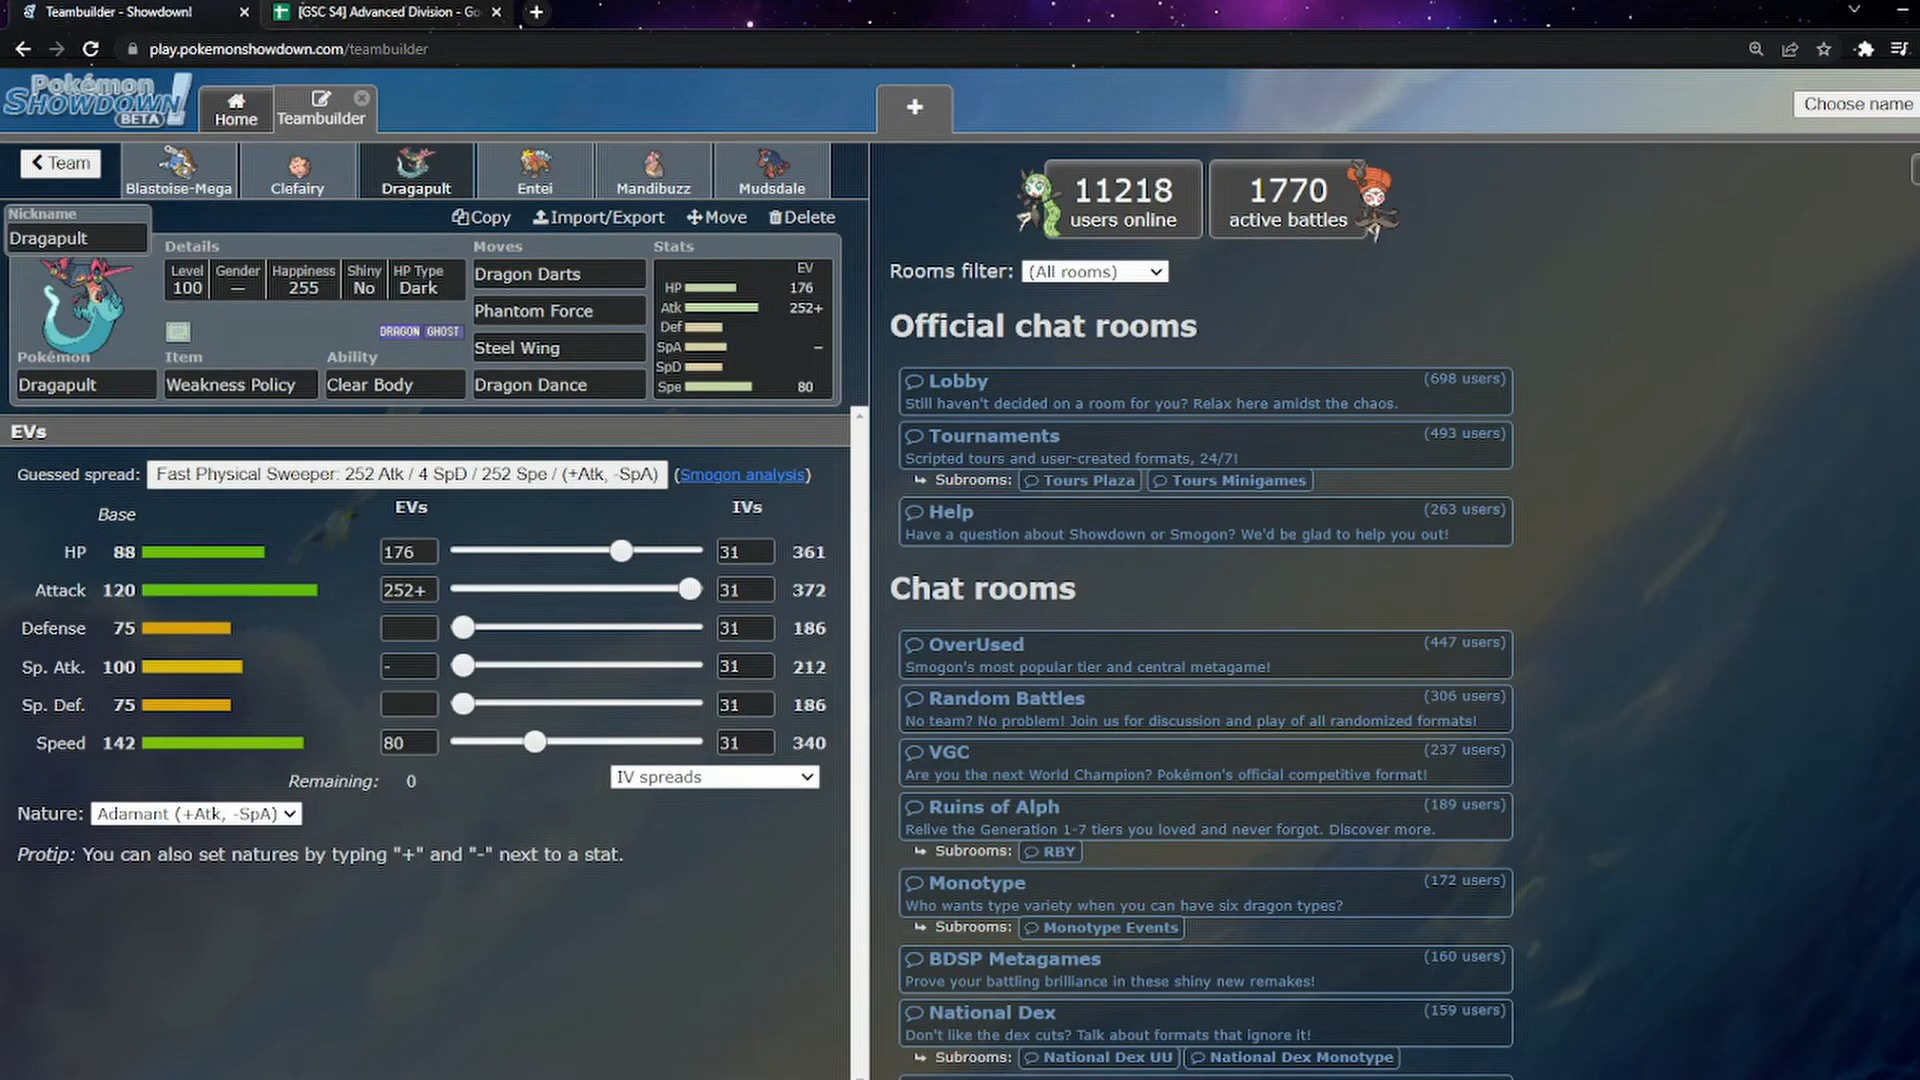 Teambuilder - Showdown!
[GSC S4] Advanced Division - Go
play.pokemonshowdown.com/teambuilder
Pokémon
SHOWDOWN!
BETA
Home
Teambuilder
+
Choose name
Team
Blastoise-Mega
Clefairy
Dragapult
Entei
Mandibuzz
Mudsdale
Copy
Import/Export
Move
Delete
Nickname
Dragapult
Details
Level
100
Gender
—
Happiness
255
Shiny
No
HP Type
Dark
DRAGON GHOST
Pokémon
Dragapult
Item
Weakness Policy
Ability
Clear Body
Moves
Dragon Darts
Phantom Force
Steel Wing
Dragon Dance
Stats
EV
HP 176
Atk 252+
Def
SpA –
SpD
Spe 80
EVs
Guessed spread: Fast Physical Sweeper: 252 Atk / 4 SpD / 252 Spe / (+Atk, -SpA) (Smogon analysis)
Base EVs IVs
HP 88 176 31 361
Attack 120 252+ 31 372
Defense 75 31 186
Sp. Atk. 100 - 31 212
Sp. Def. 75 31 186
Speed 142 80 31 340
Remaining: 0
IV spreads
Nature: Adamant (+Atk, -SpA)
Protip: You can also set natures by typing "+" and "-" next to a stat.
11218
users online
1770
active battles
Rooms filter: (All rooms)
Official chat rooms
Lobby (698 users)
Still haven't decided on a room for you? Relax here amidst the chaos.
Tournaments (493 users)
Scripted tours and user-created formats, 24/7!
Subrooms: Tours Plaza Tours Minigames
Help (263 users)
Have a question about Showdown or Smogon? We'd be glad to help you out!
Chat rooms
OverUsed (447 users)
Smogon's most popular tier and central metagame!
Random Battles (306 users)
No team? No problem! Join us for discussion and play of all randomized formats!
VGC (237 users)
Are you the next World Champion? Pokémon's official competitive format!
Ruins of Alph (189 users)
Relive the Generation 1-7 tiers you loved and never forgot. Discover more.
Subrooms: RBY
Monotype (172 users)
Who wants type variety when you can have six dragon types?
Subrooms: Monotype Events
BDSP Metagames (160 users)
Prove your battling brilliance in these shiny new remakes!
National Dex (159 users)
Don't like the dex cuts? Talk about formats that ignore it!
Subrooms: National Dex UU National Dex Monotype